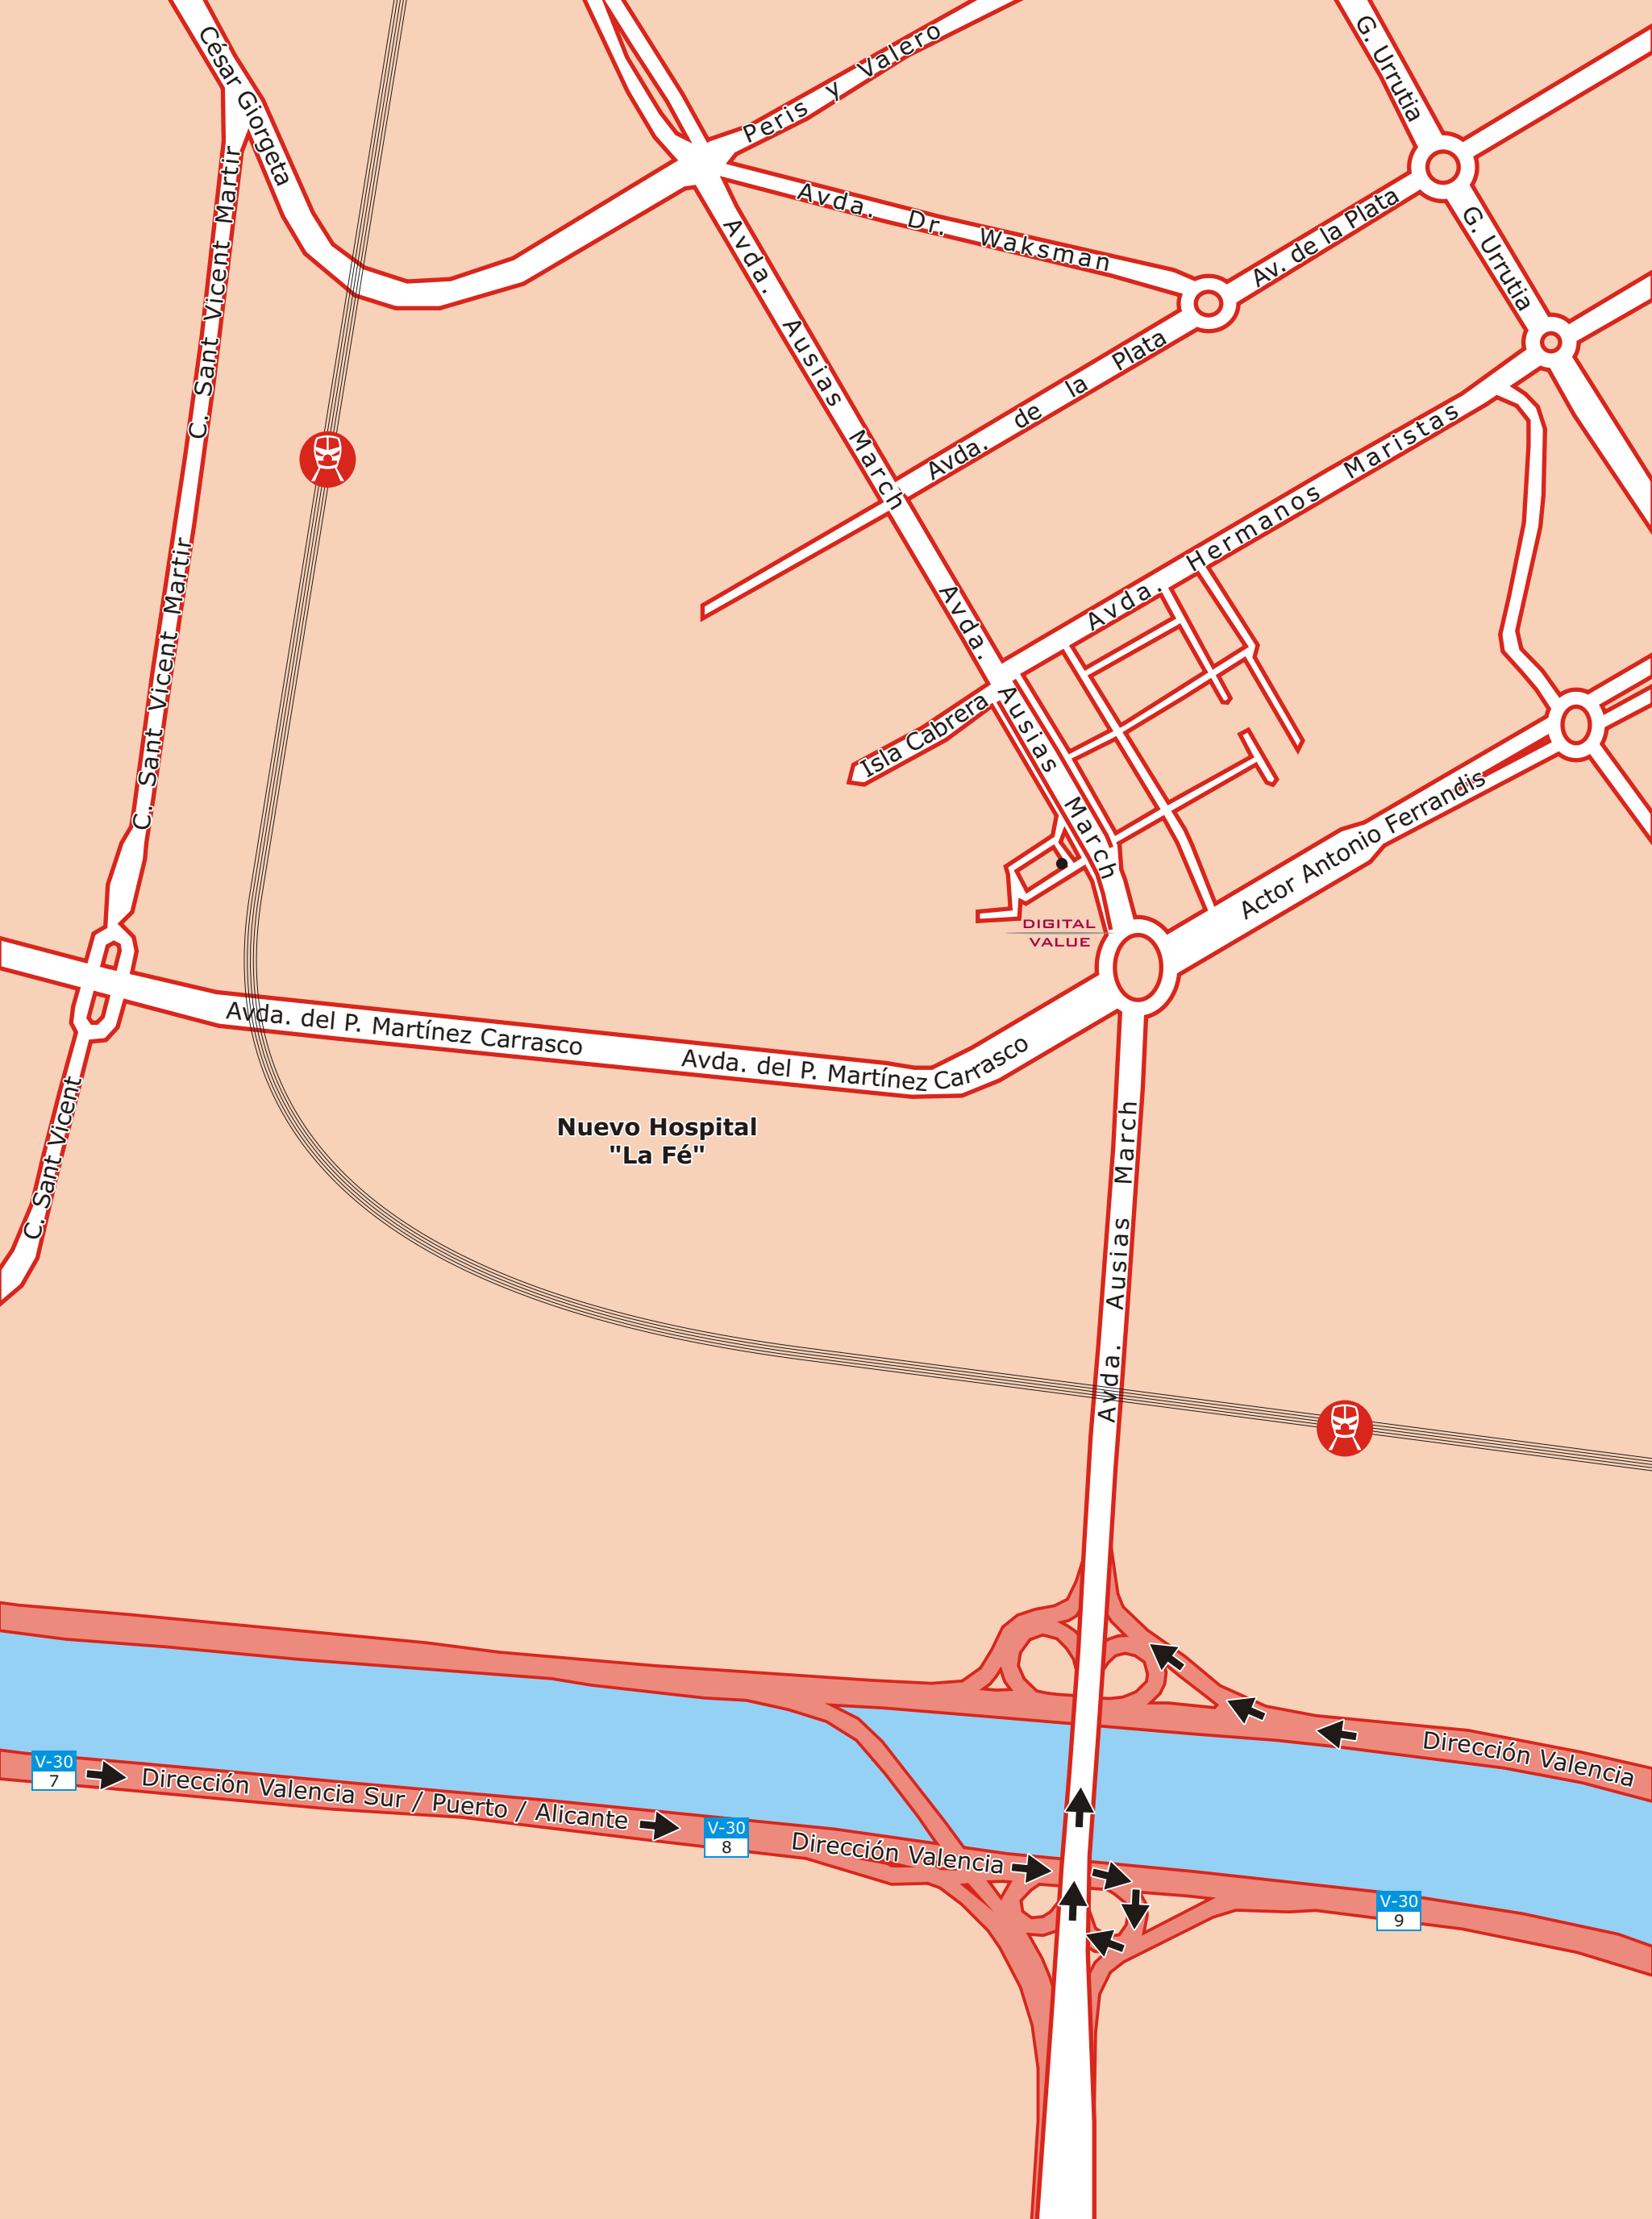 César Giorgeta
Peris y Valero
G. Urrutia
Avda. Dr. Waksman
Av. de la Plata
G. Urrutia
C. Sant Vicent Martir
Avda. Ausias March
Avda. de la Plata
Avda. Hermanos Maristas
C. Sant Vicent Martir
Avda. Ausias March
Isla Cabrera
Actor Antonio Ferrandis
DIGITAL
VALUE
Avda. del P. Martínez Carrasco
Avda. del P. Martínez Carrasco
C. Sant Vicent
Nuevo Hospital
"La Fé"
Avda. Ausias March
Dirección Valencia
V-30
7
Dirección Valencia Sur / Puerto / Alicante
V-30
8
Dirección Valencia
V-30
9